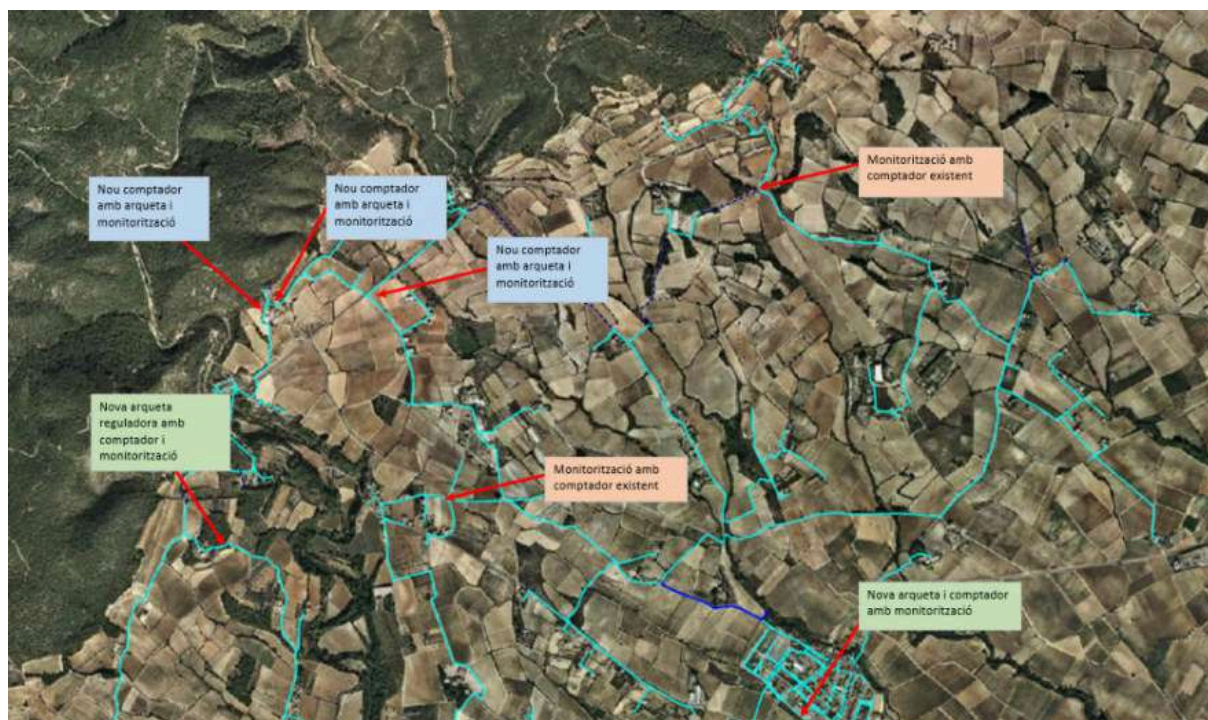 Monitorització amb
comptador existent
Nou comptador
amb arqueta i
monitorització
Nou comptador
amb arqueta i
monitorització
Nou comptador
amb arqueta i
monitorització
Nova arqueta
reguladora amb
comptador i
monitorització
Monitorització amb
comptador existent
Nova arqueta i comptador
amb monitorització